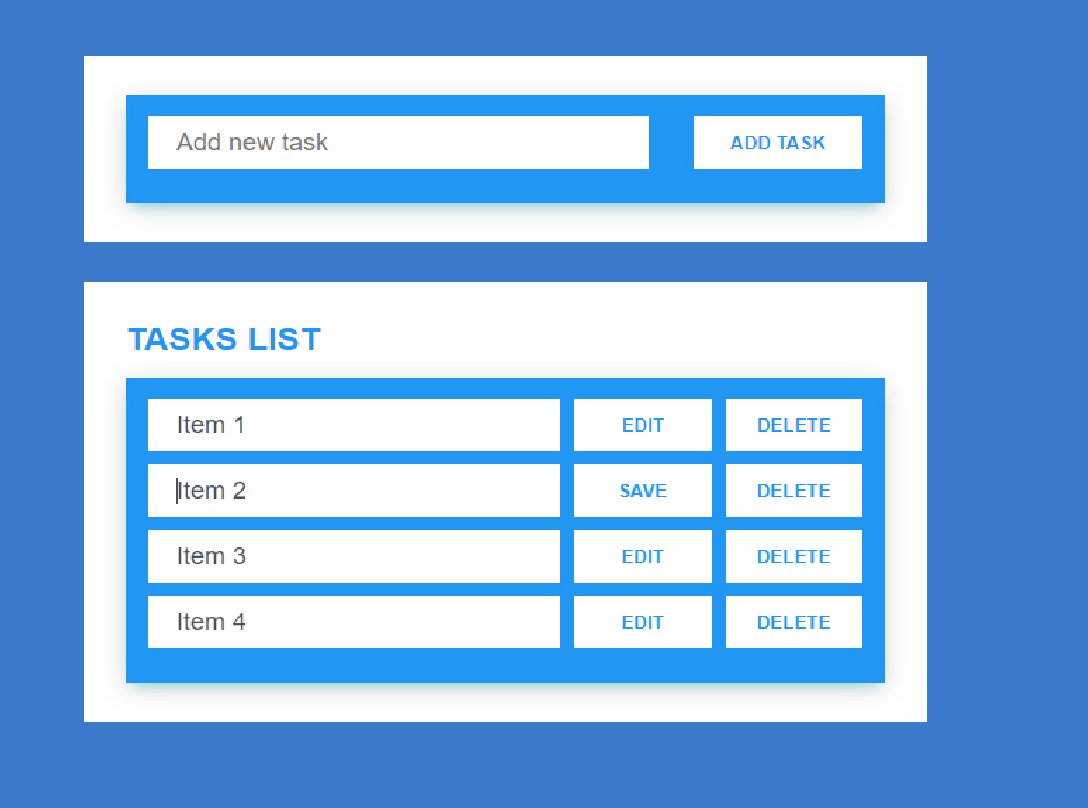 Add new task ADD TASK
TASKS LIST
Item 1 EDIT DELETE
Item 2 SAVE DELETE
Item 3 EDIT DELETE
Item 4 EDIT DELETE